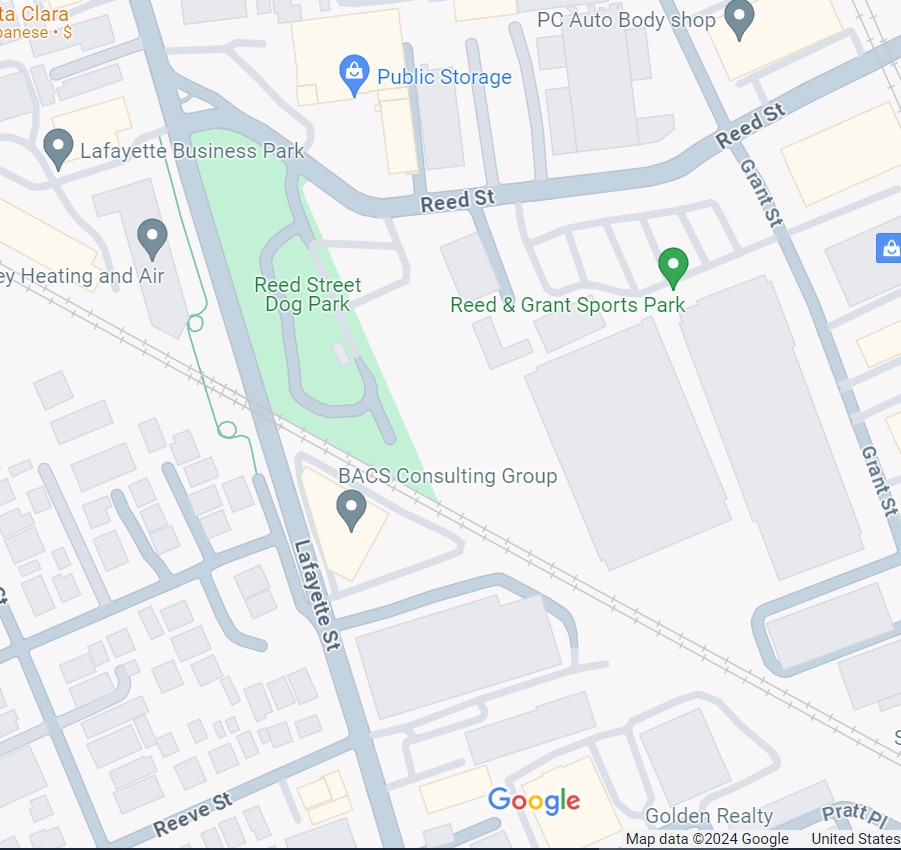 ta Clara
panese • $
PC Auto Body shop
Public Storage
Reed St
Lafayette Business Park
Grant St
Reed St
ey Heating and Air
Reed Street
Dog Park
Reed & Grant Sports Park
Grant St
BACS Consulting Group
Lafayette St
Ct
S
Reeve St
Google
Golden Realty
Pratt Pl
Map data ©2024 Google
United States